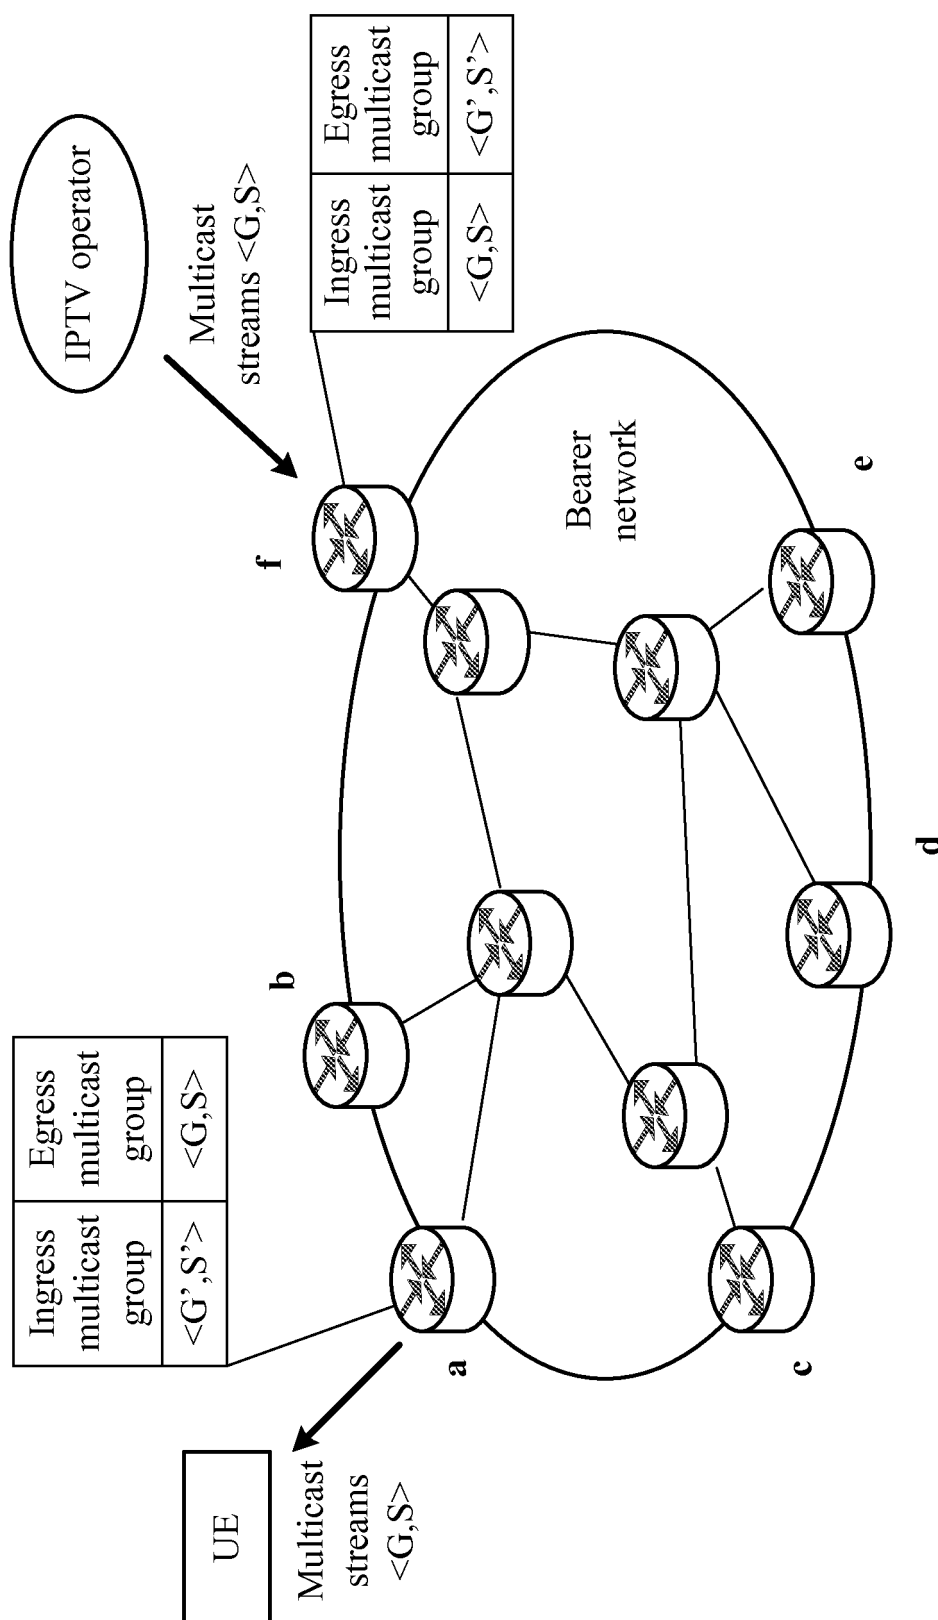 IPTV operator
Multicast
streams <G,S>
Ingress
multicast
group
Egress
multicast
group
<G,S>
<G’,S’>
f
Bearer
network
e
d
b
Ingress
multicast
group
Egress
multicast
group
<G’,S’>
<G,S>
a
c
UE
Multicast
streams
<G,S>